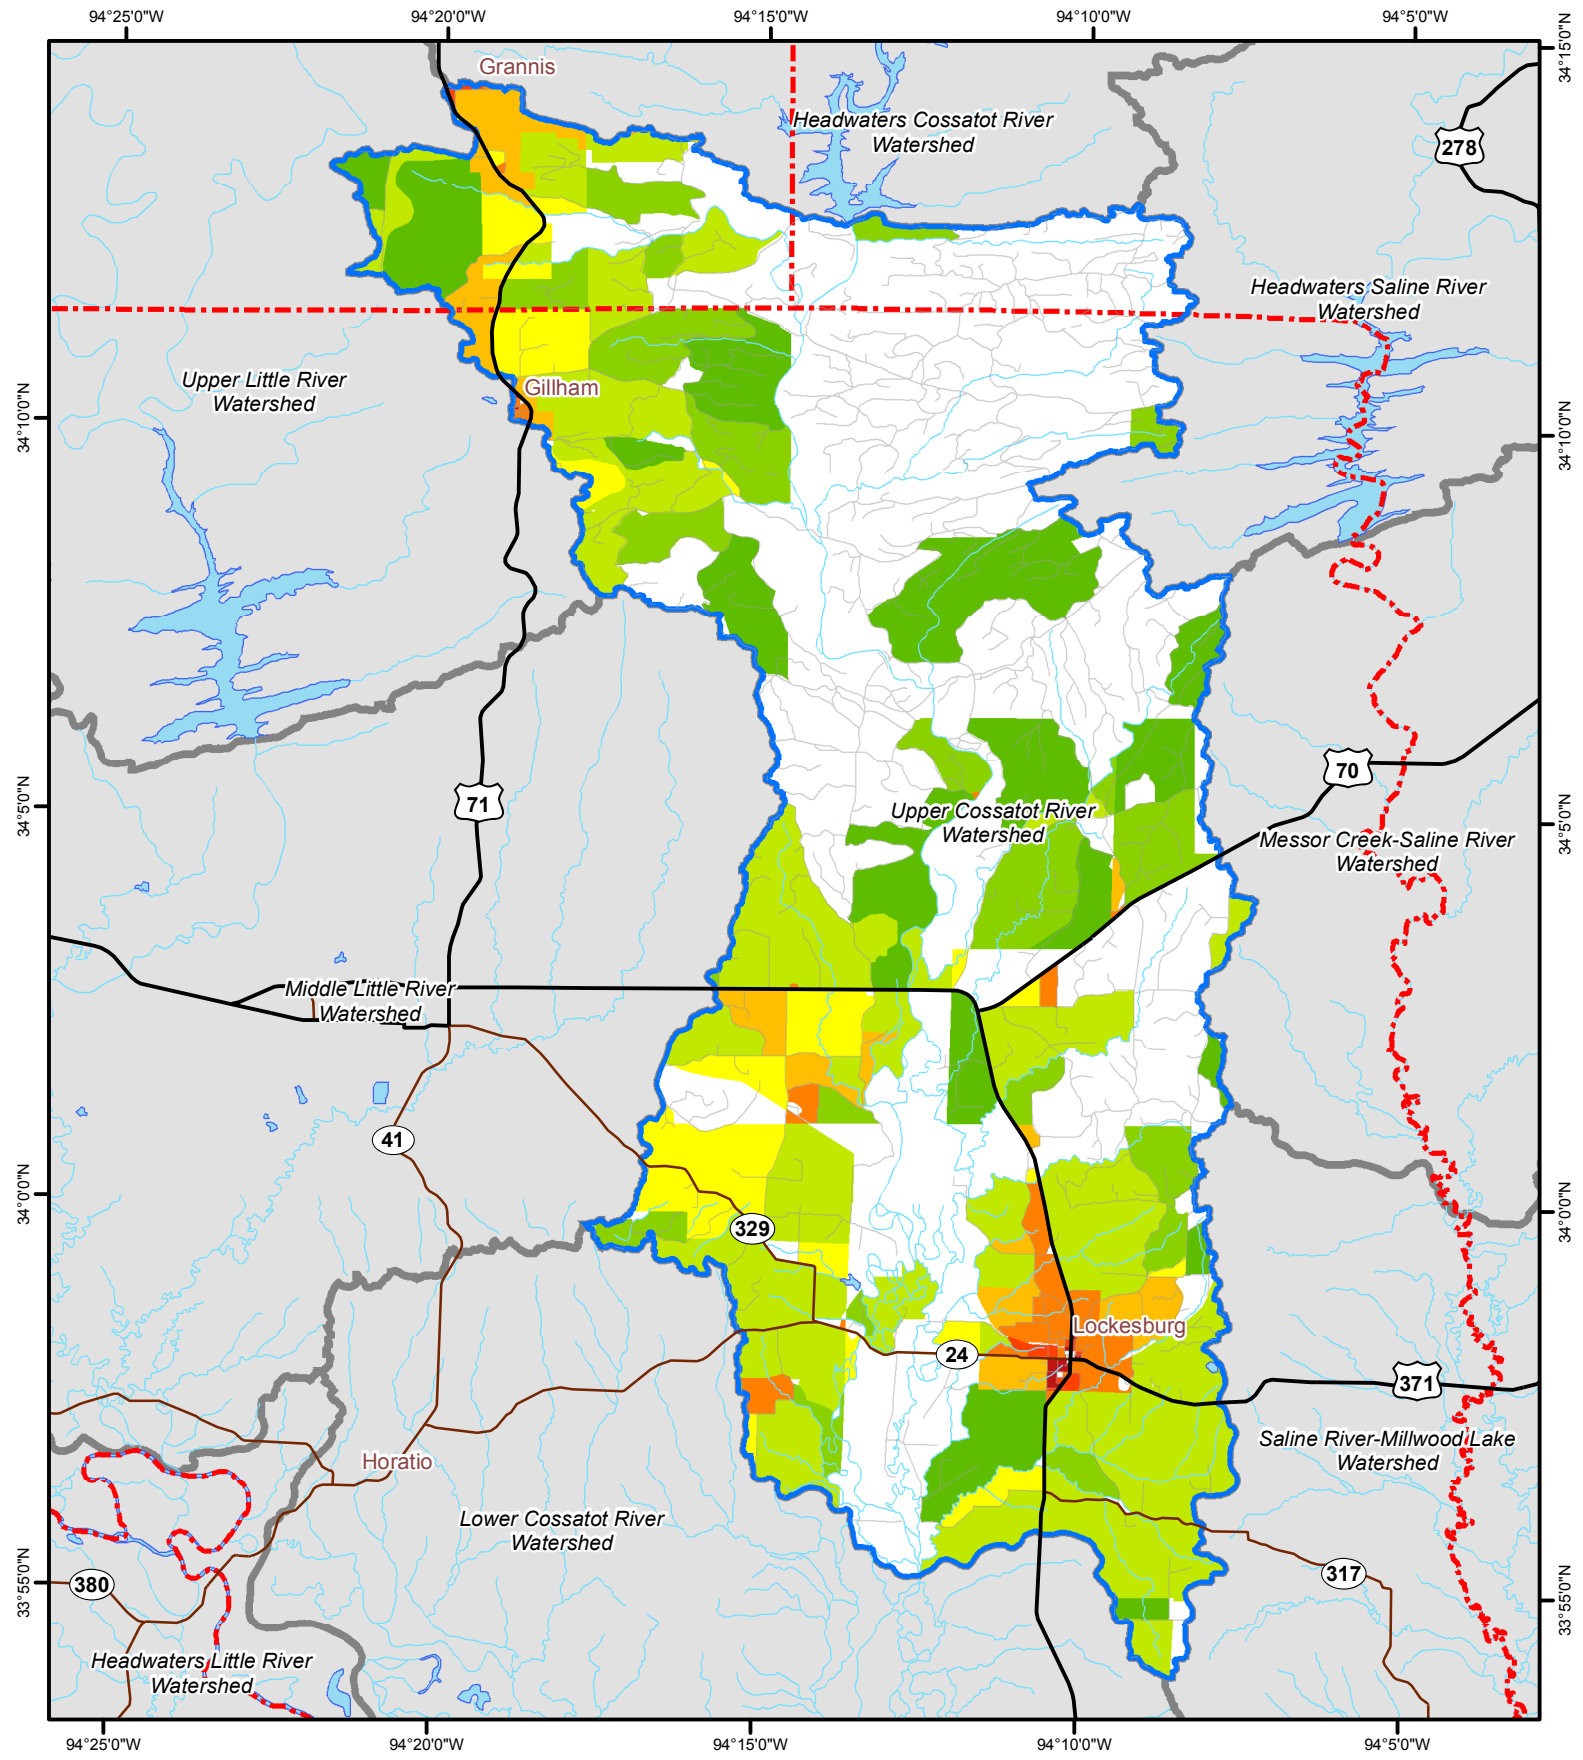 94°25'0"W
94°20'0"W
94°15'0"W
94°10'0"W
94°5'0"W
34°15'0"N
Grannis
Headwaters Cossatot River
Watershed
278
Headwaters Saline River
Watershed
Upper Little River
Watershed
Gillham
34°10'0"N
34°10'0"N
70
71
34°5'0"N
34°5'0"N
Upper Cossatot River
Watershed
Messor Creek-Saline River
Watershed
Middle Little River
Watershed
41
34°0'0"N
34°0'0"N
329
Lockesburg
24
371
Horatio
Saline River-Millwood Lake
Watershed
Lower Cossatot River
Watershed
33°55'0"N
33°55'0"N
380
317
Headwaters Little River
Watershed
94°25'0"W
94°20'0"W
94°15'0"W
94°10'0"W
94°5'0"W